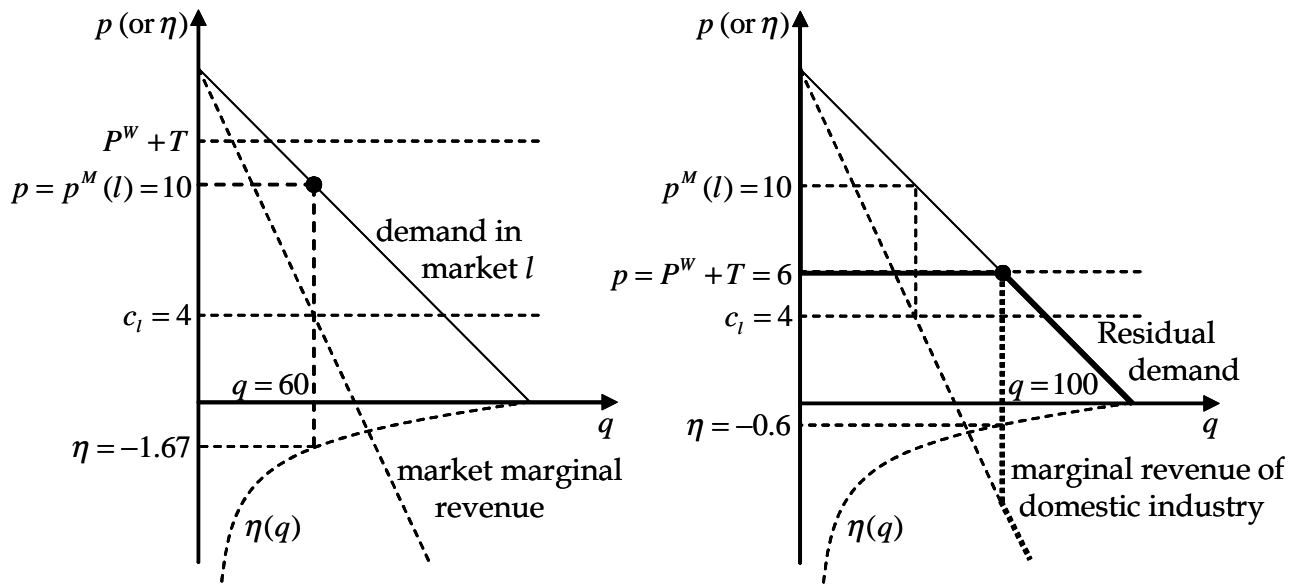 p (or η)
P^W + T
p = p^M (l) = 10
demand in
market l
c_l = 4
q = 60
q
η = −1.67
market marginal
revenue
η(q)
p (or η)
p^M (l) = 10
p = P^W + T = 6
c_l = 4
Residual
demand
q = 100
q
η = −0.6
marginal revenue of
domestic industry
η(q)